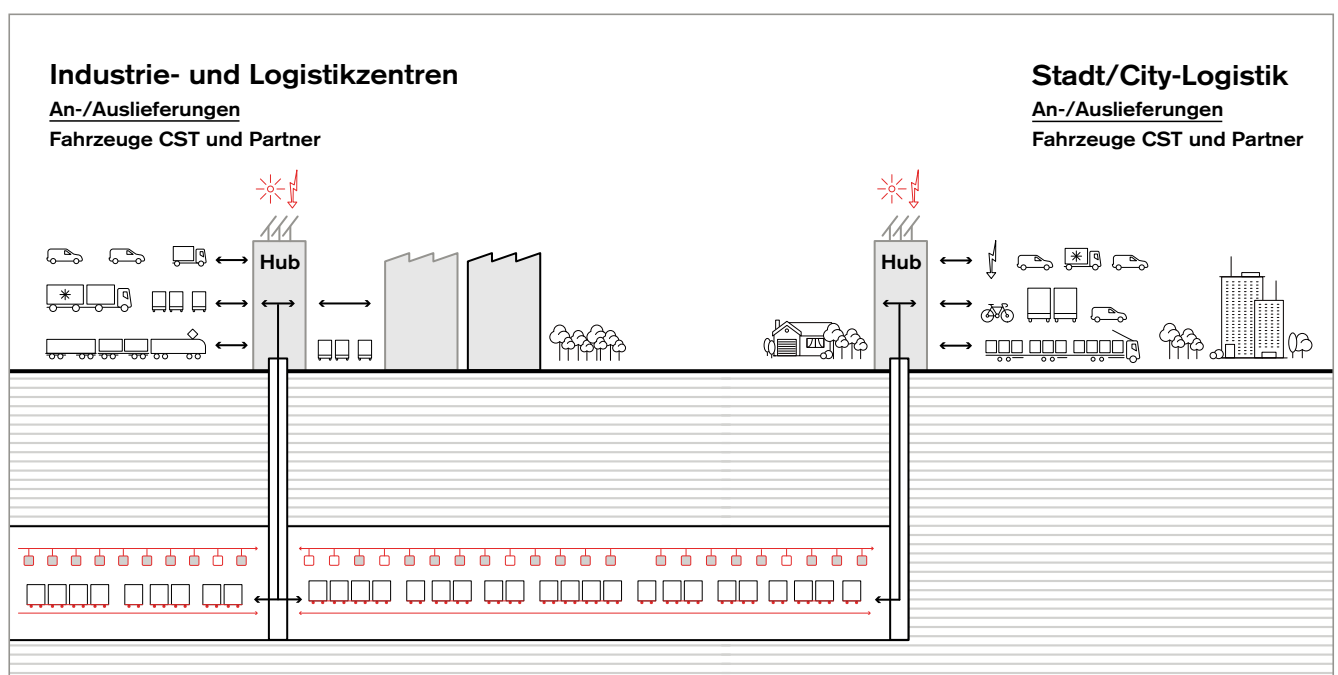 Industrie- und Logistikzentren
An-/Auslieferungen
Fahrzeuge CST und Partner
Stadt/City-Logistik
An-/Auslieferungen
Fahrzeuge CST und Partner
Hub
Hub